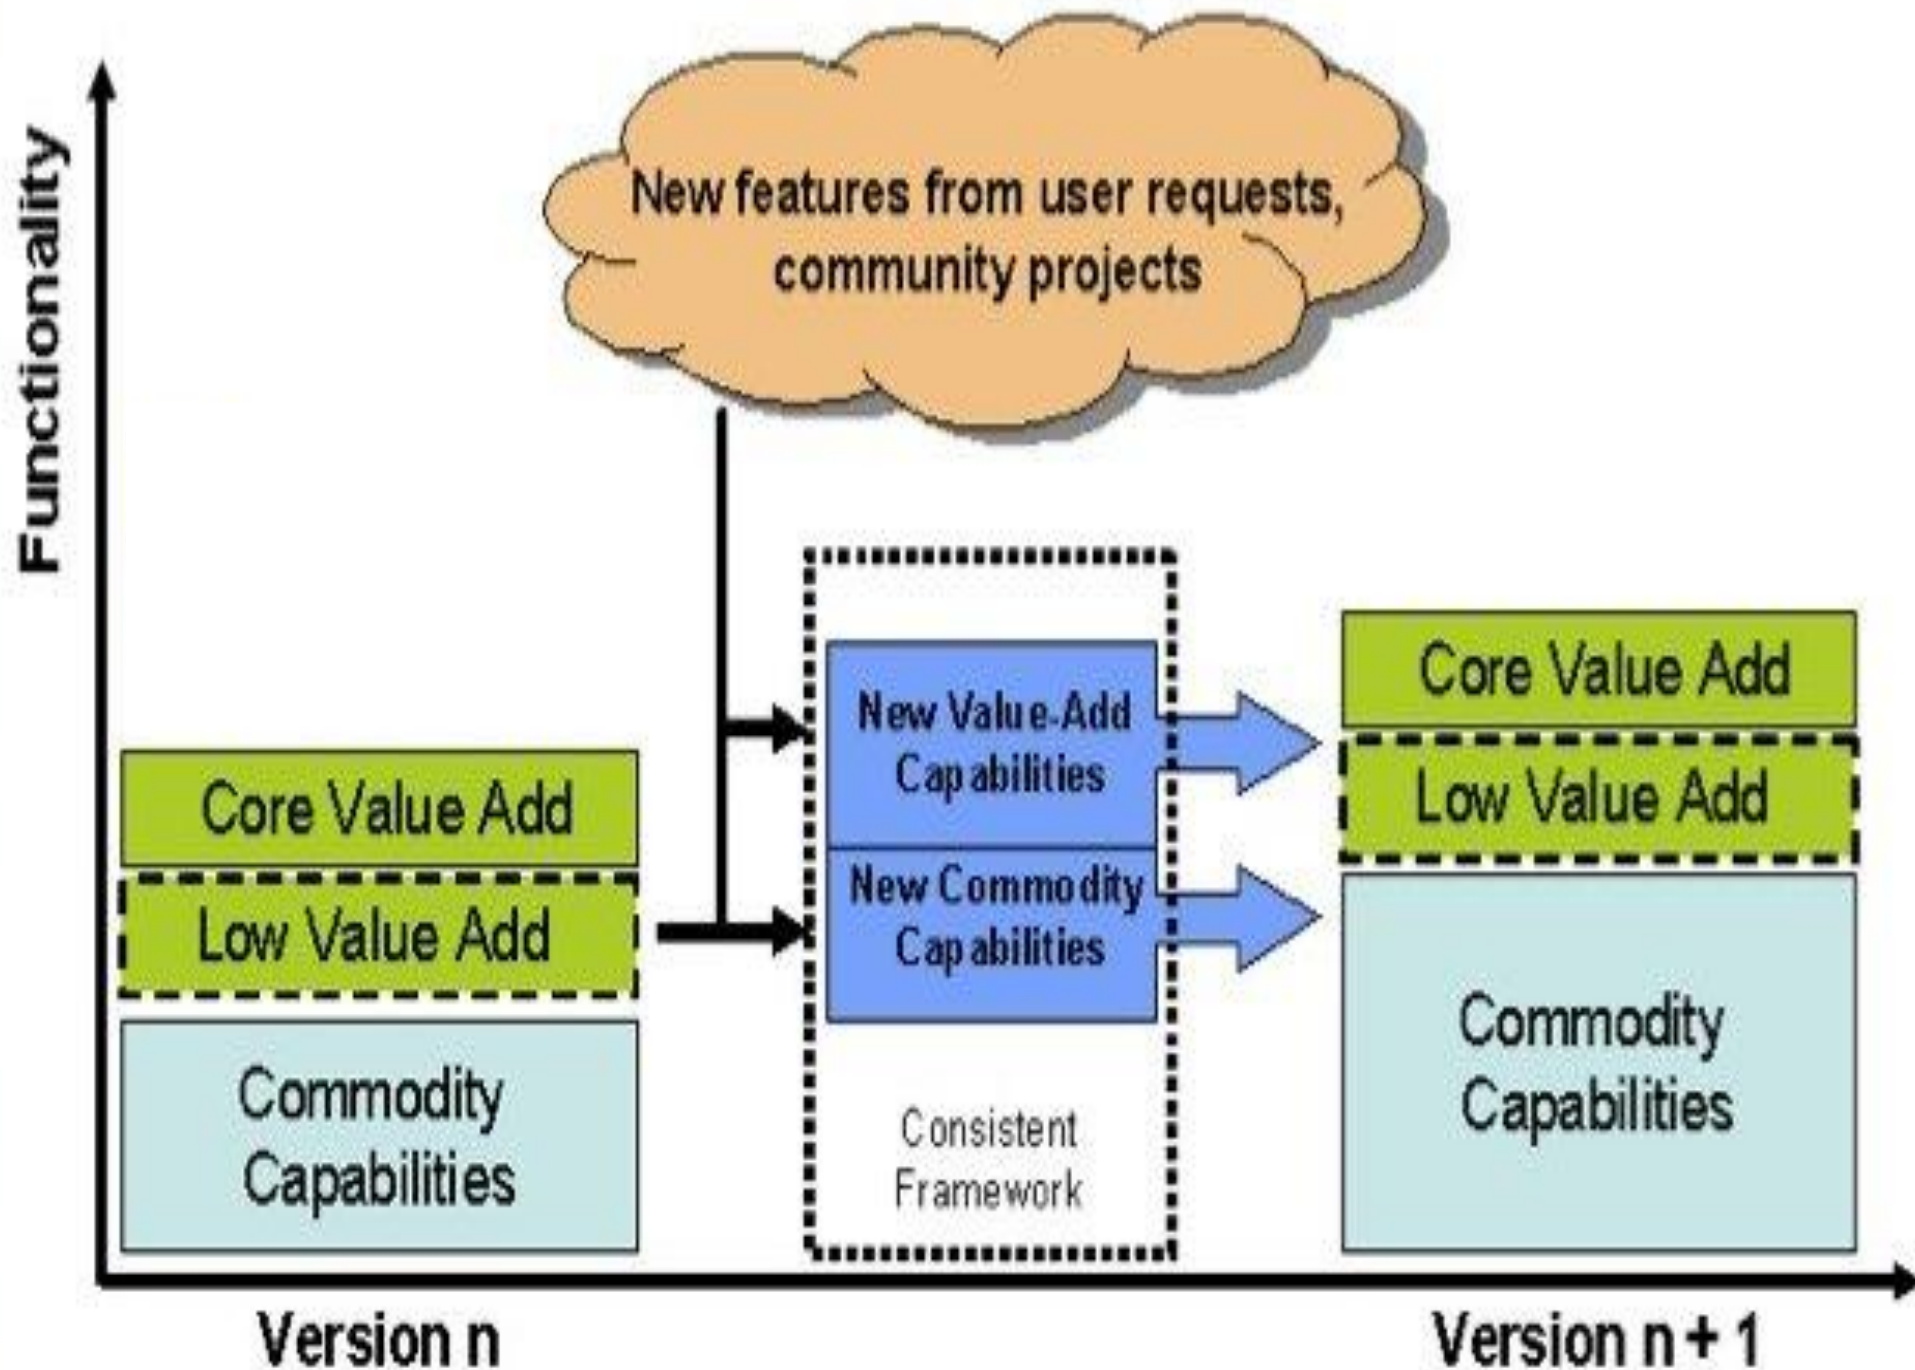 Functionality
New features from user requests,
community projects
Core Value Add
Low Value Add
Commodity
Capabilities
New Value-Add
Capabilities
New Commodity
Capabilities
Consistent
Framework
Core Value Add
Low Value Add
Commodity
Capabilities
Version n
Version n + 1